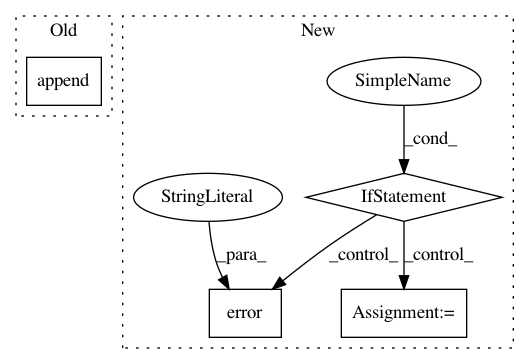 Old
New
append
SimpleName
_cond_
StringLiteral
IfStatement
_para_
_control_
_control_
error
Assignment:=